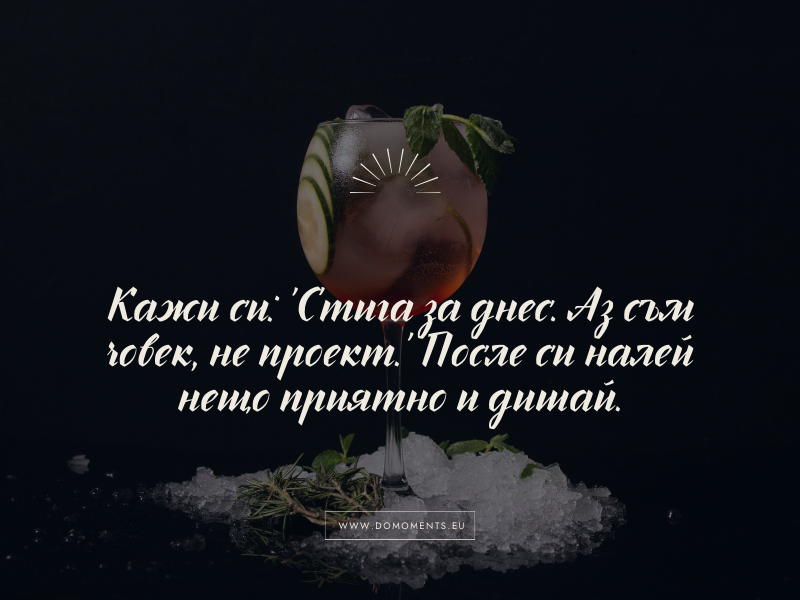 Кажи си: 'Стига за днес. Аз съм
човек, не проект.' После си налей
нещо приятно и дишай.
WWW.DOMOMENTS.EU